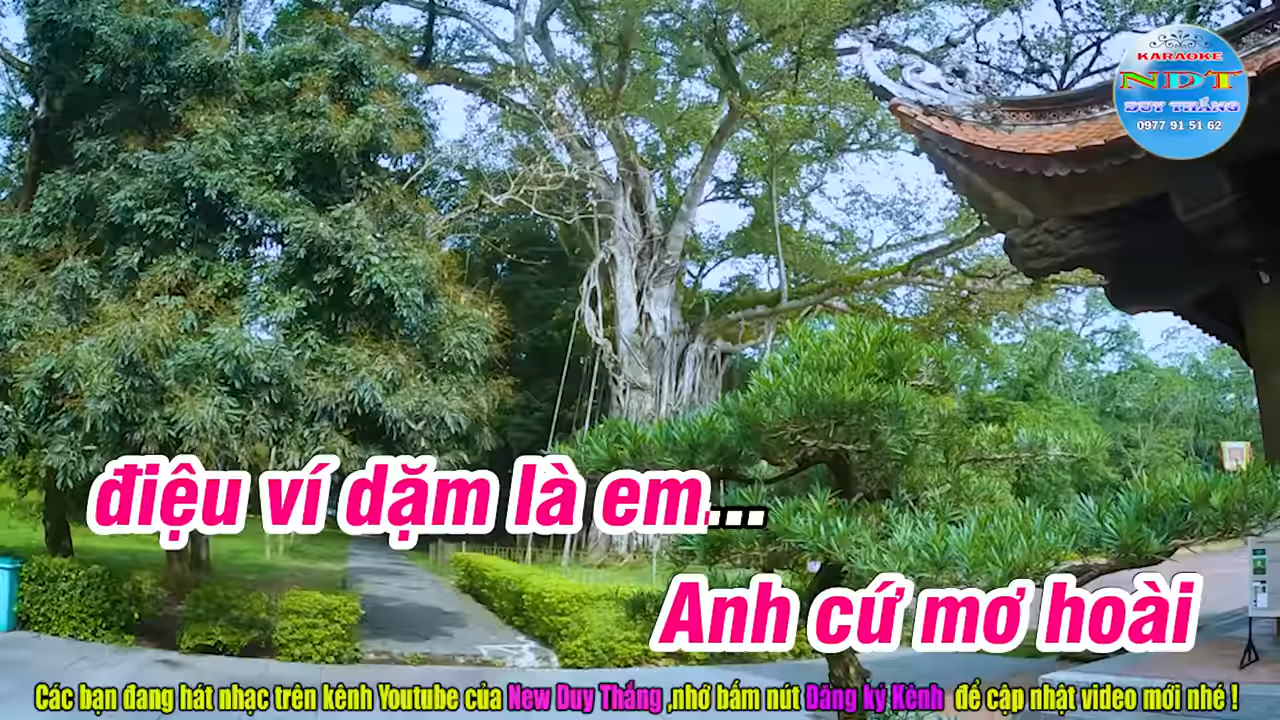 KARAOKE
NDT
DUY THẮNG
0977 91 51 62
điệu ví dặm là em...
Anh cứ mơ hoài
Các bạn đang hát nhạc trên kênh Youtube của New Duy Thắng ,nhớ bấm nút Đăng ký Kênh để cập nhật video mới nhé !